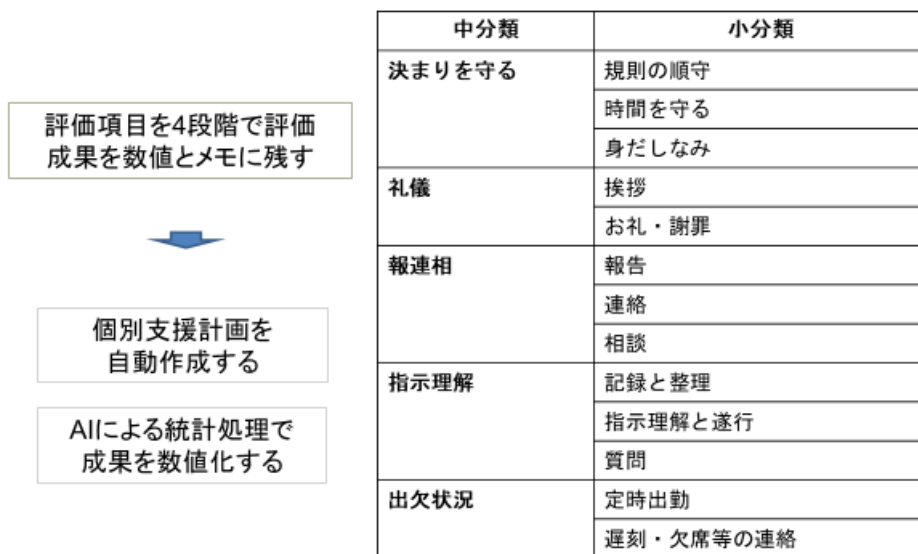 評価項目を4段階で評価
成果を数値とメモに残す
個別支援計画を
自動作成する
AIによる統計処理で
成果を数値化する
中分類 小分類
決まりを守る 規則の順守
時間を守る
身だしなみ
礼儀 挨拶
お礼・謝罪
報連相 報告
連絡
相談
指示理解 記録と整理
指示理解と遂行
質問
出欠状況 定時出勤
遅刻・欠席等の連絡